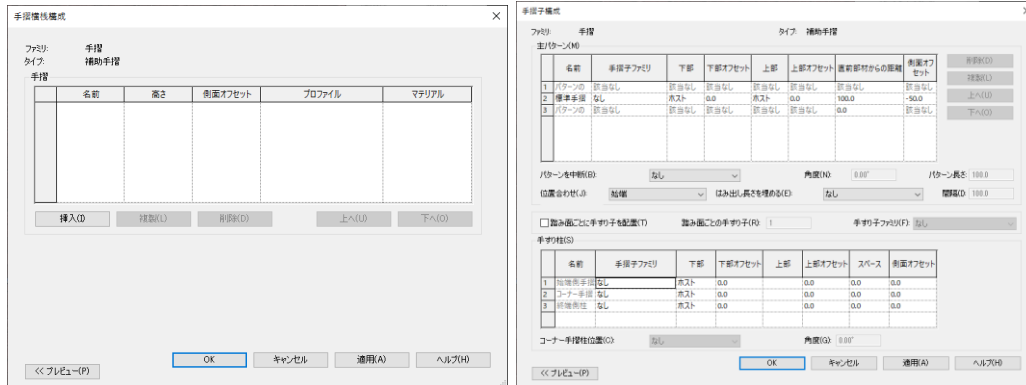 手摺横桟構成
ファミリ: 手摺
タイプ: 補助手摺
手摺
名前 高さ 側面オフセット プロファイル マテリアル
挿入(I) 複製(L) 削除(D) 上へ(U) 下へ(O)
<< プレビュー(P) OK キャンセル 適用(A) ヘルプ(H)
手摺子構成
ファミリ: 手摺 タイプ: 補助手摺
主パターン(M)
名前 手摺子ファミリ 下部 下部オフセット 上部 上部オフセット 直前部材からの距離 側面オフセット
1 パターンの 該当なし 該当なし 該当なし 該当なし 該当なし 該当なし 該当なし
2 標準手摺 なし ホスト 0.0 ホスト 0.0 100.0 -50.0
3 パターンの 該当なし 該当なし 該当なし 該当なし 該当なし 0.0 該当なし
削除(D)
複製(L)
上へ(U)
下へ(O)
パターンを中断(B): なし 角度(N): 0.00° パターン長さ: 100.0
位置合わせ(J): 始端 はみ出し長さを埋める(E): なし 間隔(I): 100.0
踏み面ごとに手すり子を配置(T) 踏み面ごとの手すり子(R): 1 手すり子ファミリ(F): なし
手すり柱(S)
名前 手摺子ファミリ 下部 下部オフセット 上部 上部オフセット スペース 側面オフセット
1 始端側手摺 なし ホスト 0.0 0.0 0.0 0.0
2 コーナー手摺 なし ホスト 0.0 0.0 0.0 0.0
3 終端側柱 なし ホスト 0.0 0.0 0.0 0.0
コーナー手摺柱位置(C): なし 角度(G): 0.00°
<< プレビュー(P) OK キャンセル 適用(A) ヘルプ(H)